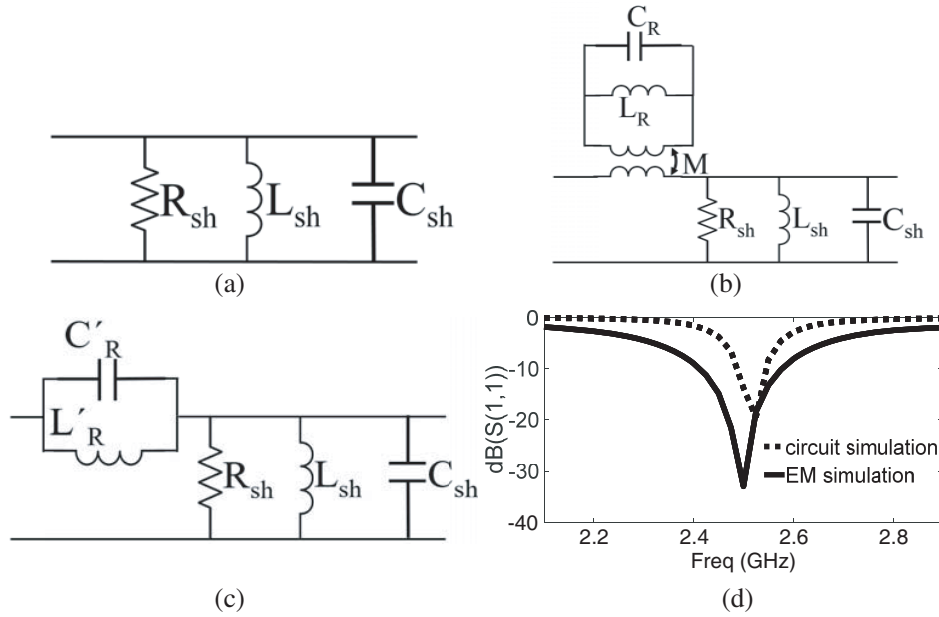 R_sh L_sh C_sh
(a)
C_R
L_R
M
R_sh L_sh C_sh
(b)
C´_R
L´_R
R_sh L_sh C_sh
(c)
0
-10
-20
-30
-40
dB(S(1,1))
circuit simulation
EM simulation
2.2 2.4 2.6 2.8
Freq (GHz)
(d)